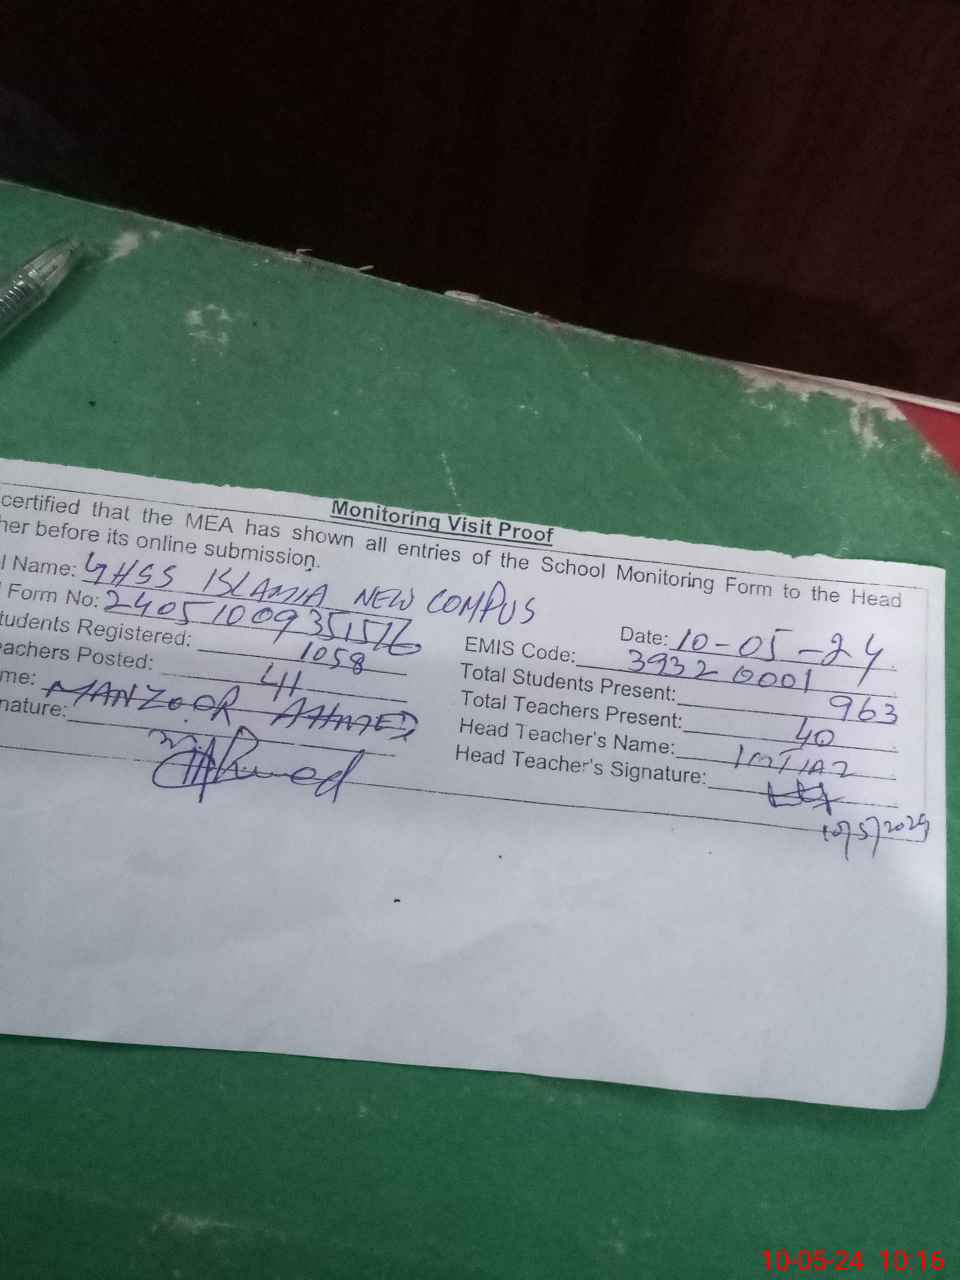 Monitoring Visit Proof
certified that the MEA has shown all entries of the School Monitoring Form to the Head
her before its online submission.
l Name: GHSS ISLAMIA NEW COMPUS
Date: 10-05-24
Form No: 2405100935151
EMIS Code: 39320001
tudents Registered: 1058
Total Students Present: 963
eachers Posted: 41
Total Teachers Present: 40
me: MANZOOR AHMED
Head Teacher's Name: IMTIAZ
nature:
Head Teacher's Signature:
10/5/2024
10-05-24 10:16